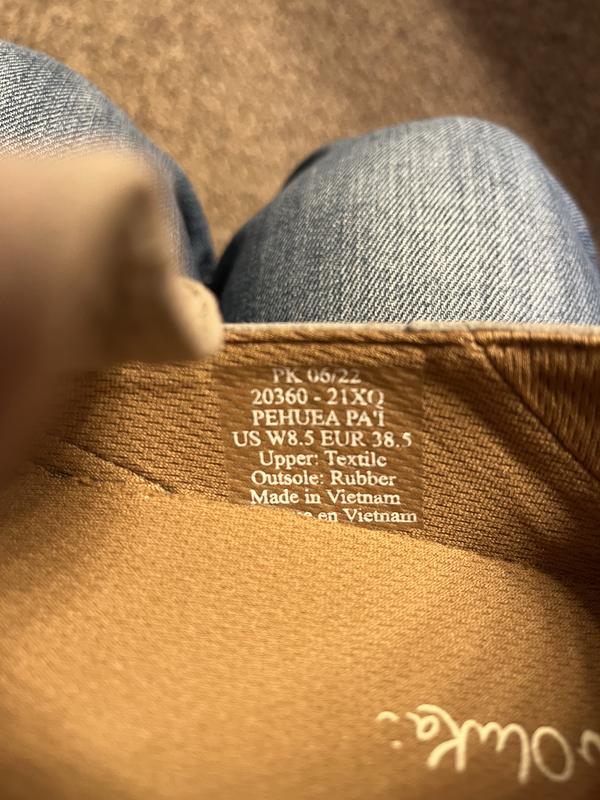 PK 06/22
20360 - 21XQ
PEHUEA PA'I
US W8.5 EUR 38.5
Upper: Textile
Outsole: Rubber
Made in Vietnam
en Vietnam
OluKai